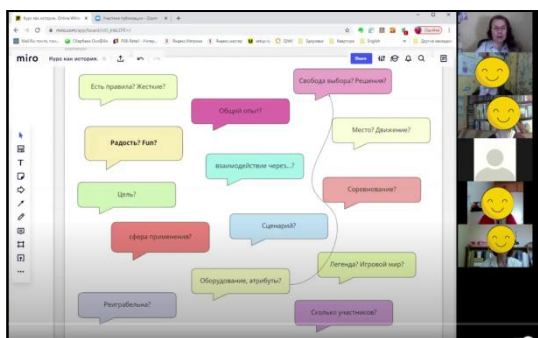 miro
Курс как история.
Share
Есть правила? Жесткие?
Свобода выбора? Решения?
Общий опыт?
Место? Движение?
Радость? Fun?
взаимодействие через...?
Цель?
Соревнование?
Сценарий?
сфера применения?
Легенда? Игровой мир?
Оборудование, атрибуты?
Реиграбельна?
Сколько участников?